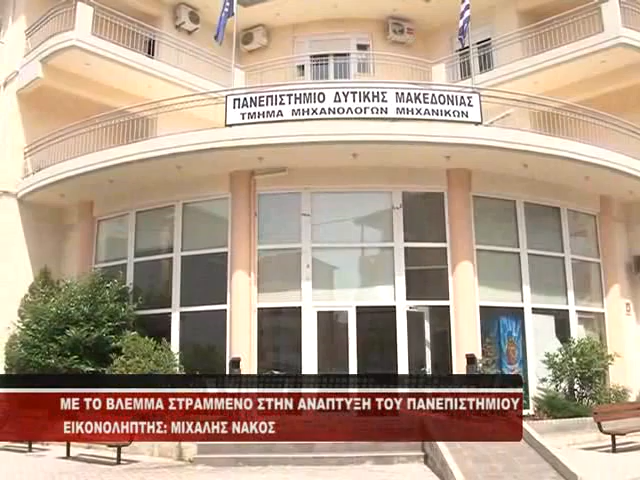 ΠΑΝΕΠΙΣΤΗΜΙΟ ΔΥΤΙΚΗΣ ΜΑΚΕΔΟΝΙΑΣ
ΤΜΗΜΑ ΜΗΧΑΝΟΛΟΓΩΝ ΜΗΧΑΝΙΚΩΝ
ΜΕ ΤΟ ΒΛΕΜΜΑ ΣΤΡΑΜΜΕΝΟ ΣΤΗΝ ΑΝΑΠΤΥΞΗ ΤΟΥ ΠΑΝΕΠΙΣΤΗΜΙΟΥ
ΕΙΚΟΝΟΛΗΠΤΗΣ: ΜΙΧΑΛΗΣ ΝΑΚΟΣ